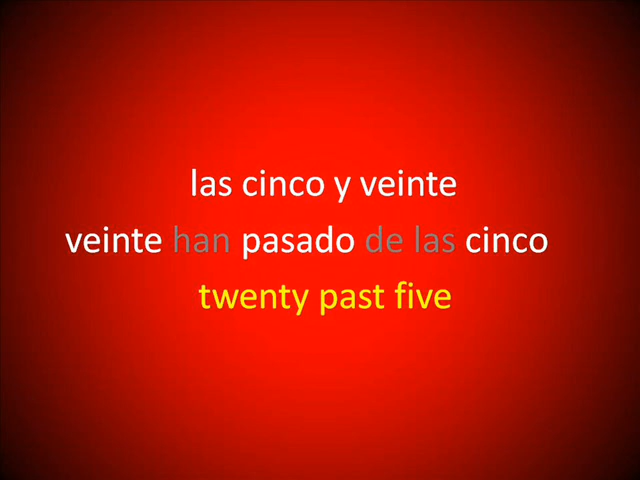 las cinco y veinte
veinte han pasado de las cinco
twenty past five